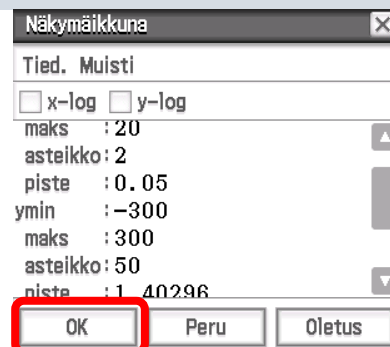 Näkymäikkuna
Tied. Muisti
x-log y-log
maks :20
asteikko:2
piste :0.05
ymin :-300
maks :300
asteikko:50
piste :1.40296
OK Peru Oletus